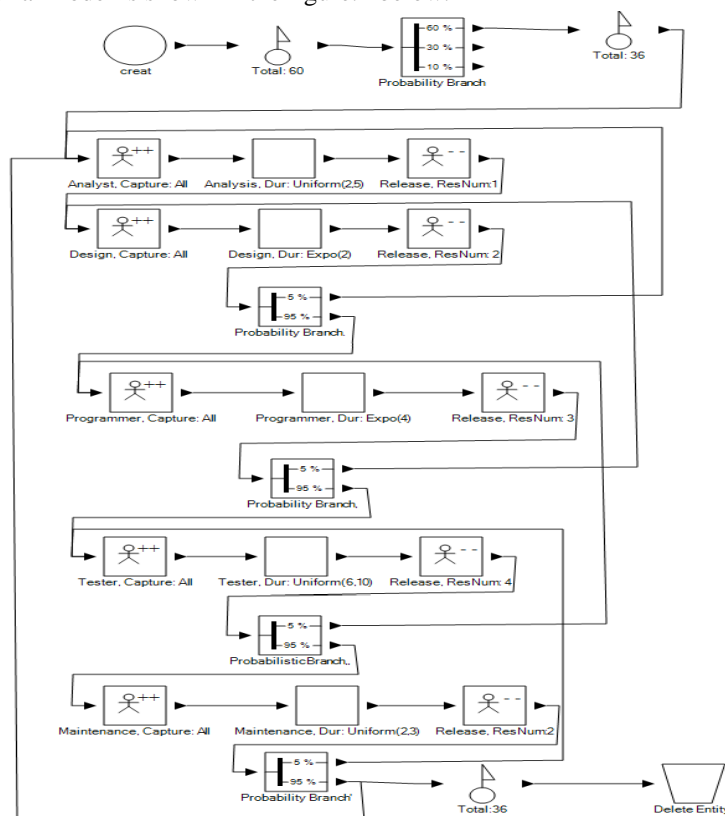 60 %
30 %
10 %
creat
Total: 60
Probability Branch
Total: 36
++
++
- -
Analyst, Capture: All
Analysis, Dur: Uniform(2,5)
Release, ResNum:1
++
- -
Design, Capture: All
Design, Dur: Expo(2)
Release, ResNum: 2
5 %
95 %
Probability Branch.
++
- -
Programmer, Capture: All
Programmer, Dur: Expo(4)
Release, ResNum: 3
5 %
95 %
Probability Branch,
++
- -
Tester, Capture: All
Tester, Dur: Uniform(6,10)
Release, ResNum: 4
5 %
95 %
ProbabilisticBranch,,
++
- -
Maintenance, Capture: All
Maintenance, Dur: Uniform(2,3)
Release, ResNum:2
5 %
95 %
Probability Branch'
Total:36
Delete Entity